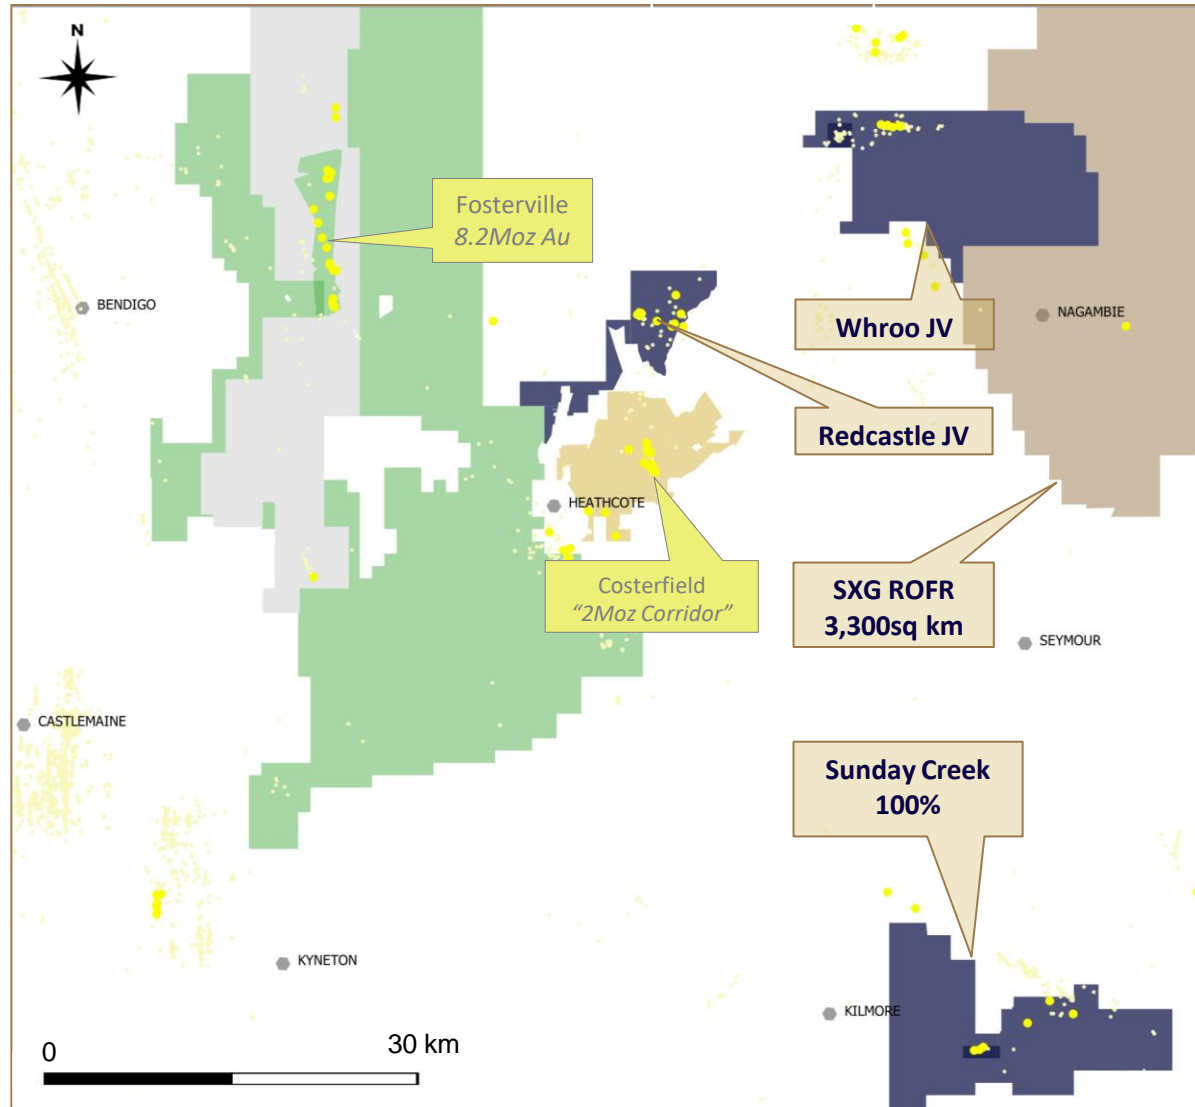 N
Fosterville
8.2Moz Au
BENDIGO
Whroo JV
NAGAMBIE
Redcastle JV
HEATHCOTE
Costerfield
“2Moz Corridor”
SXG ROFR
3,300sq km
SEYMOUR
CASTLEMAINE
Sunday Creek
100%
KYNETON
KILMORE
0
30 km